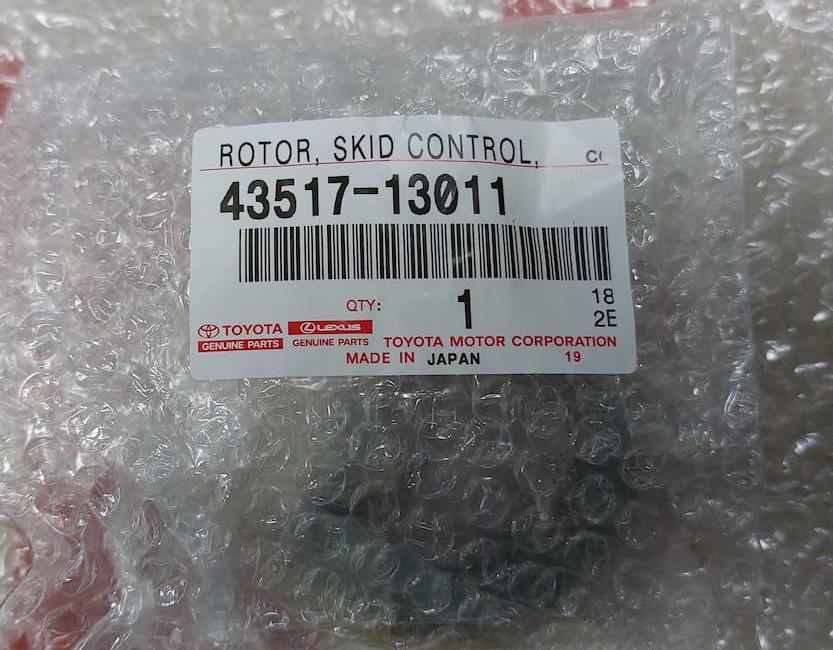 ROTOR, SKID CONTROL,
43517-13011
QTY: 1
18
2E
TOYOTA LEXUS
GENUINE PARTS GENUINE PARTS TOYOTA MOTOR CORPORATION
MADE IN JAPAN 19